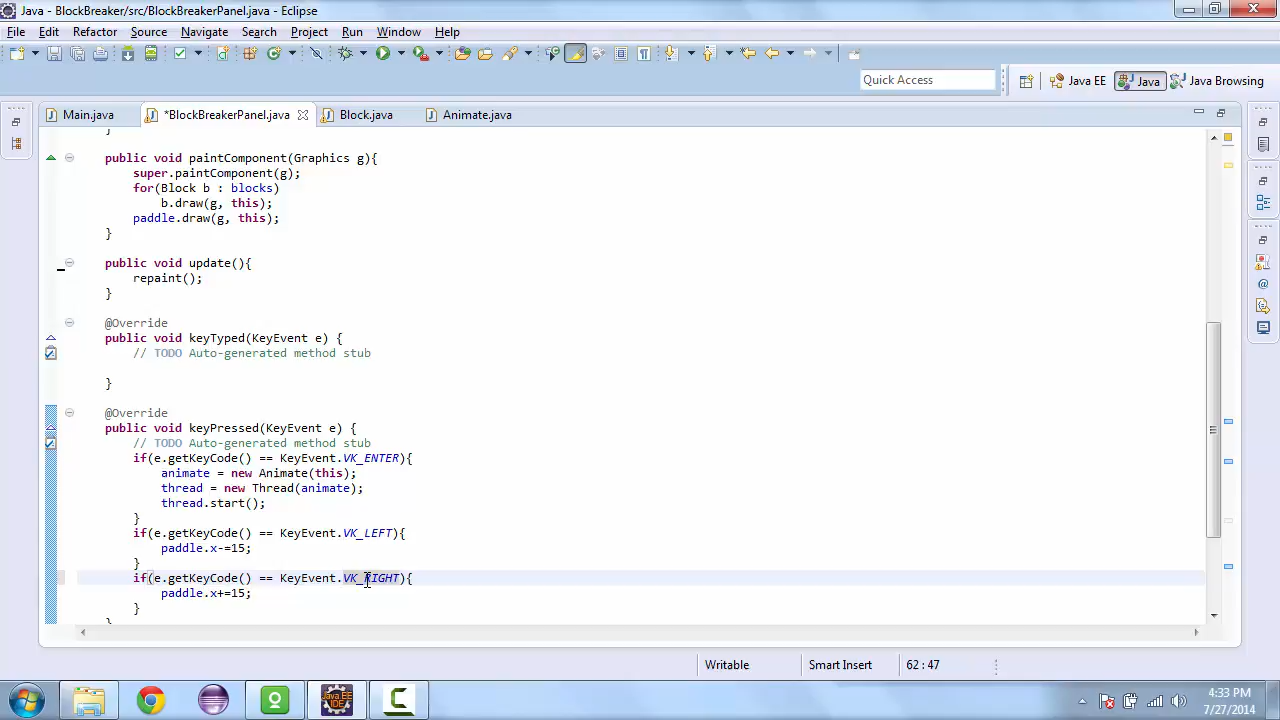 Java - BlockBreaker/src/BlockBreakerPanel.java - Eclipse
File Edit Refactor Source Navigate Search Project Run Window Help
Quick Access Java EE Java Java Browsing
Main.java *BlockBreakerPanel.java Block.java Animate.java
}
public void paintComponent(Graphics g){
super.paintComponent(g);
for(Block b : blocks)
b.draw(g, this);
paddle.draw(g, this);
}
public void update(){
repaint();
}
@Override
public void keyTyped(KeyEvent e) {
// TODO Auto-generated method stub
}
@Override
public void keyPressed(KeyEvent e) {
// TODO Auto-generated method stub
if(e.getKeyCode() == KeyEvent.VK_ENTER){
animate = new Animate(this);
thread = new Thread(animate);
thread.start();
}
if(e.getKeyCode() == KeyEvent.VK_LEFT){
paddle.x-=15;
}
if(e.getKeyCode() == KeyEvent.VK_RIGHT){
paddle.x+=15;
}
}
Writable Smart Insert 62 : 47
Java EE IDE
4:33 PM
7/27/2014